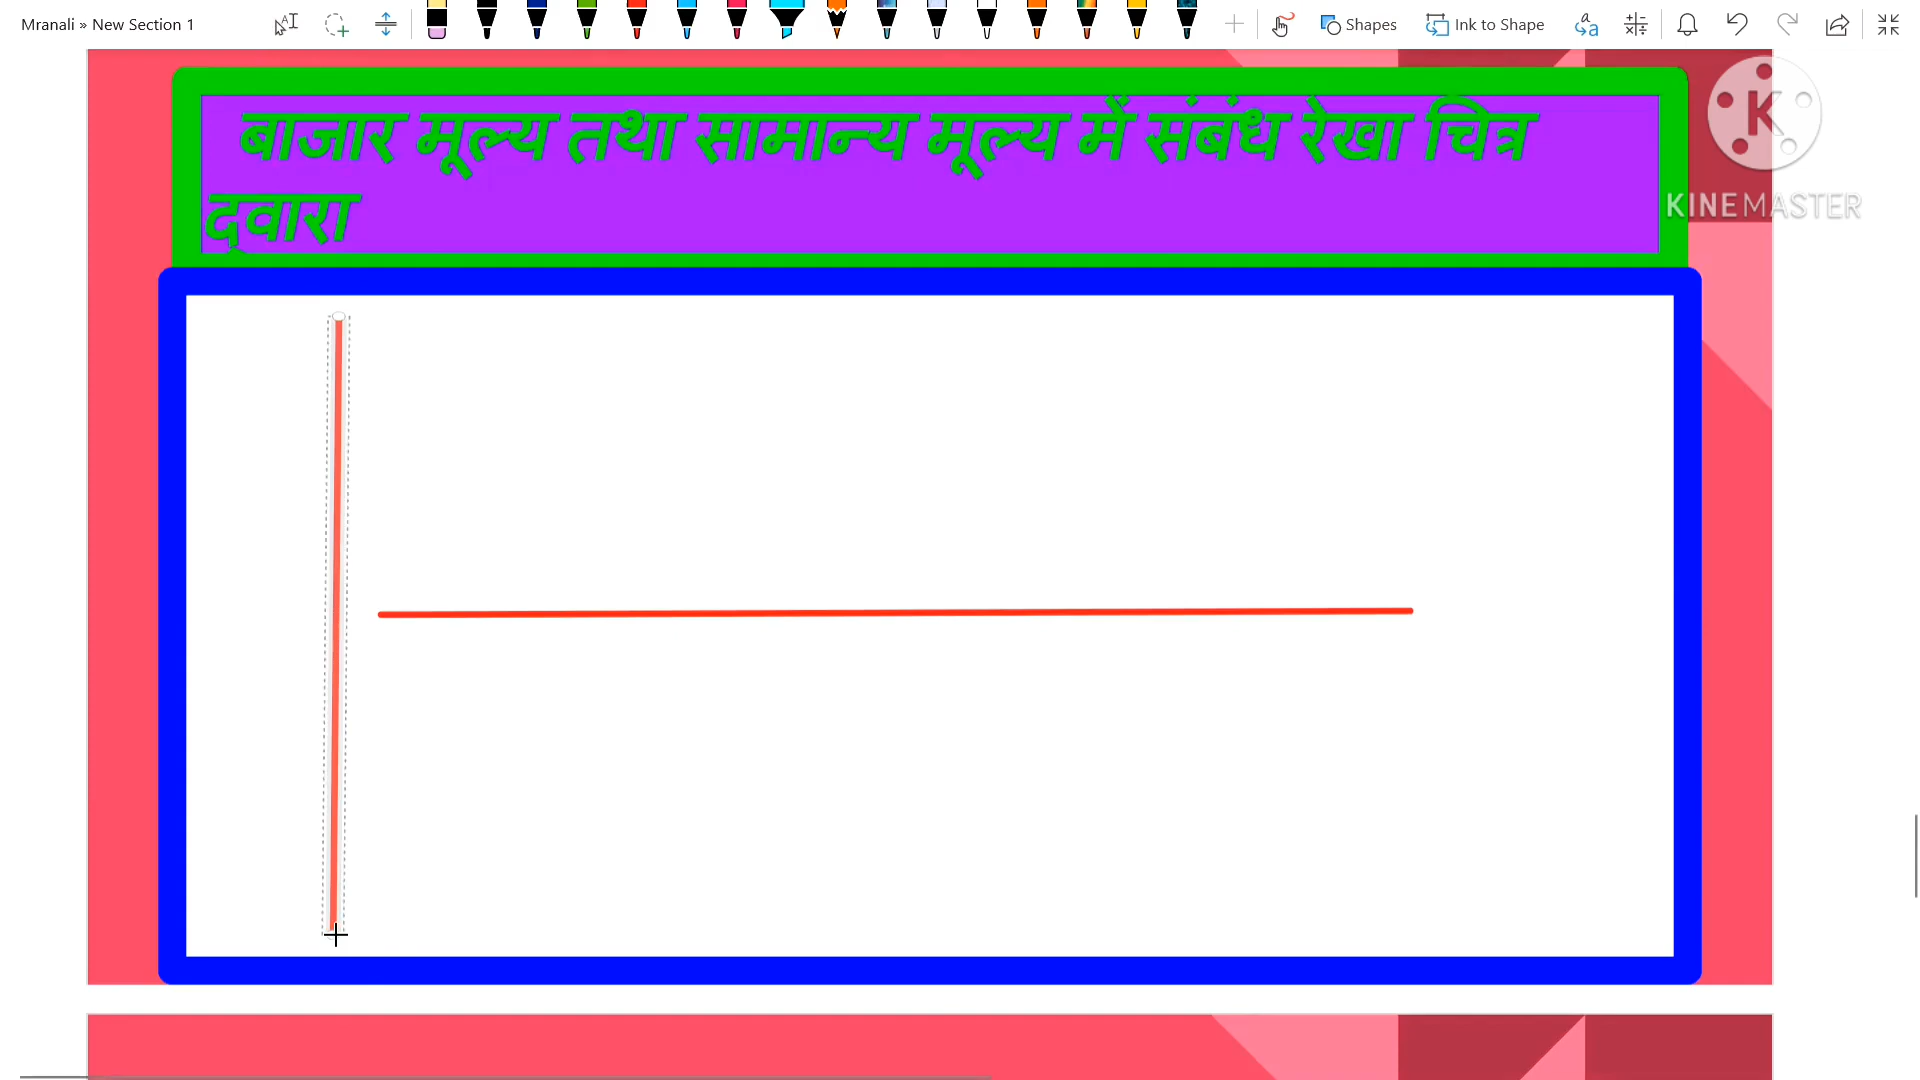 Mranali » New Section 1
Shapes
Ink to Shape
बाजार मूल्य तथा सामान्य मूल्य में संबंध रेखा चित्र
द्वारा
K
KINEMASTER